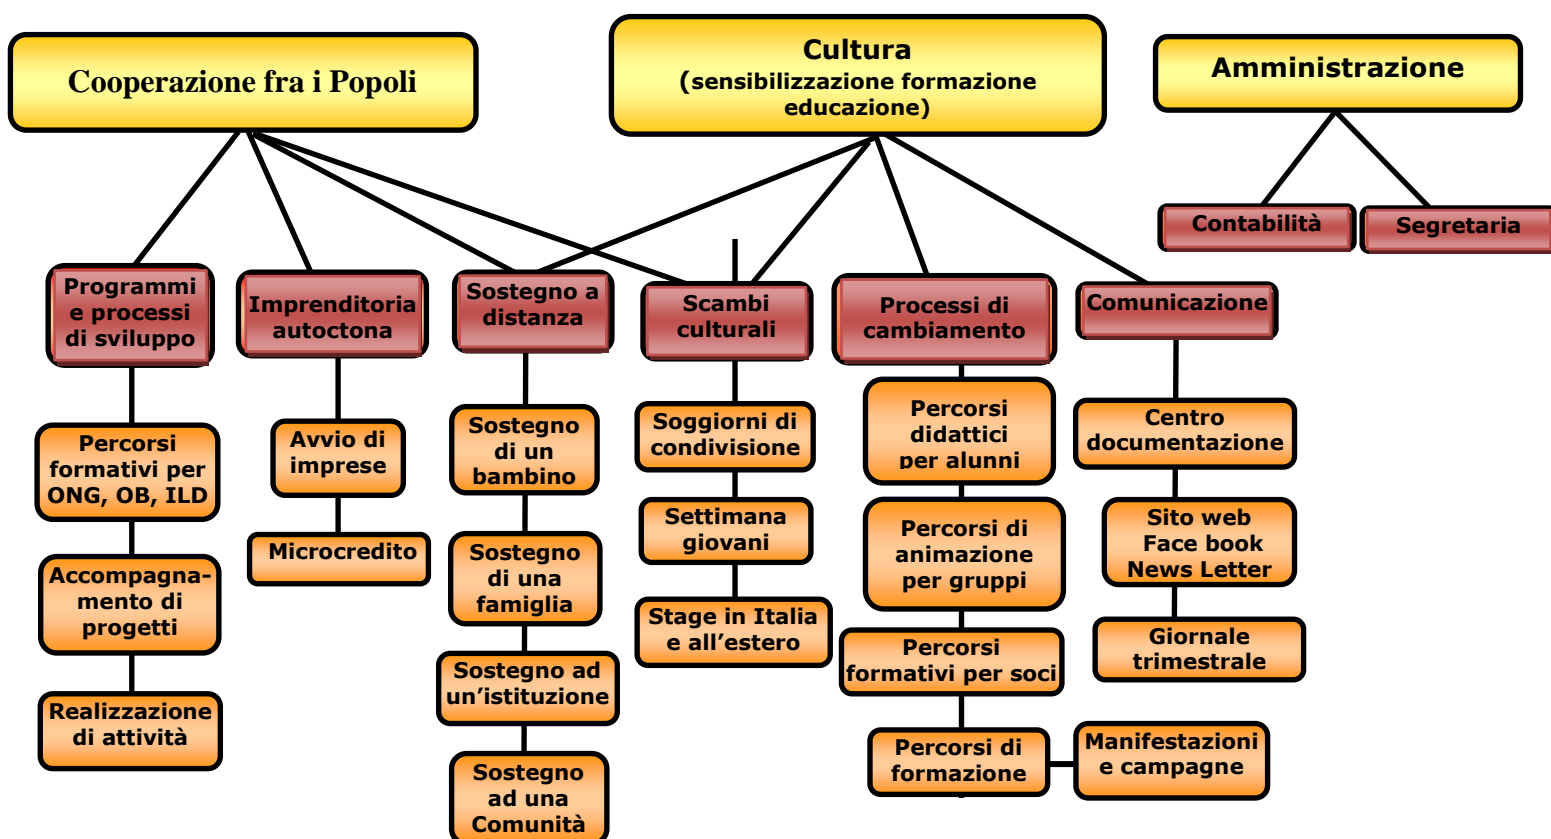 Cooperazione fra i Popoli
Cultura
(sensibilizzazione formazione
educazione)
Amministrazione
Contabilità
Segretaria
Programmi
e processi
di sviluppo
Imprenditoria
autoctona
Sostegno a
distanza
Scambi
culturali
Processi di
cambiamento
Comunicazione
Percorsi
formativi per
ONG, OB, ILD
Accompagna-
mento di
progetti
Realizzazione
di attività
Avvio di
imprese
Microcredito
Sostegno
di un
bambino
Sostegno
di una
famiglia
Sostegno ad
un’istituzione
Sostegno
ad una
Comunità
Soggiorni di
condivisione
Settimana
giovani
Stage in Italia
e all’estero
Percorsi
didattici
per alunni
Percorsi di
animazione
per gruppi
Percorsi
formativi per soci
Percorsi di
formazione
Manifestazioni
e campagne
Centro
documentazione
Sito web
Face book
News Letter
Giornale
trimestrale